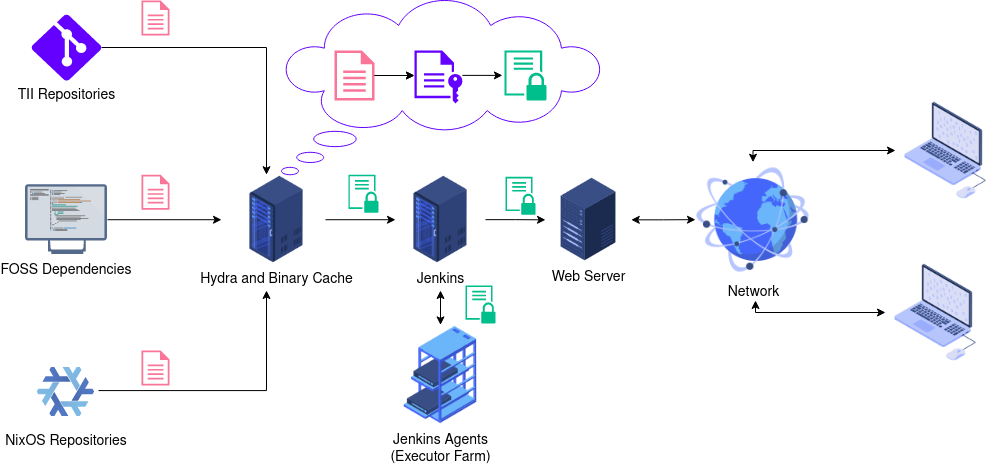 TII Repositories
FOSS Dependencies
Hydra and Binary Cache
Jenkins
Web Server
Network
NixOS Repositories
Jenkins Agents
(Executor Farm)